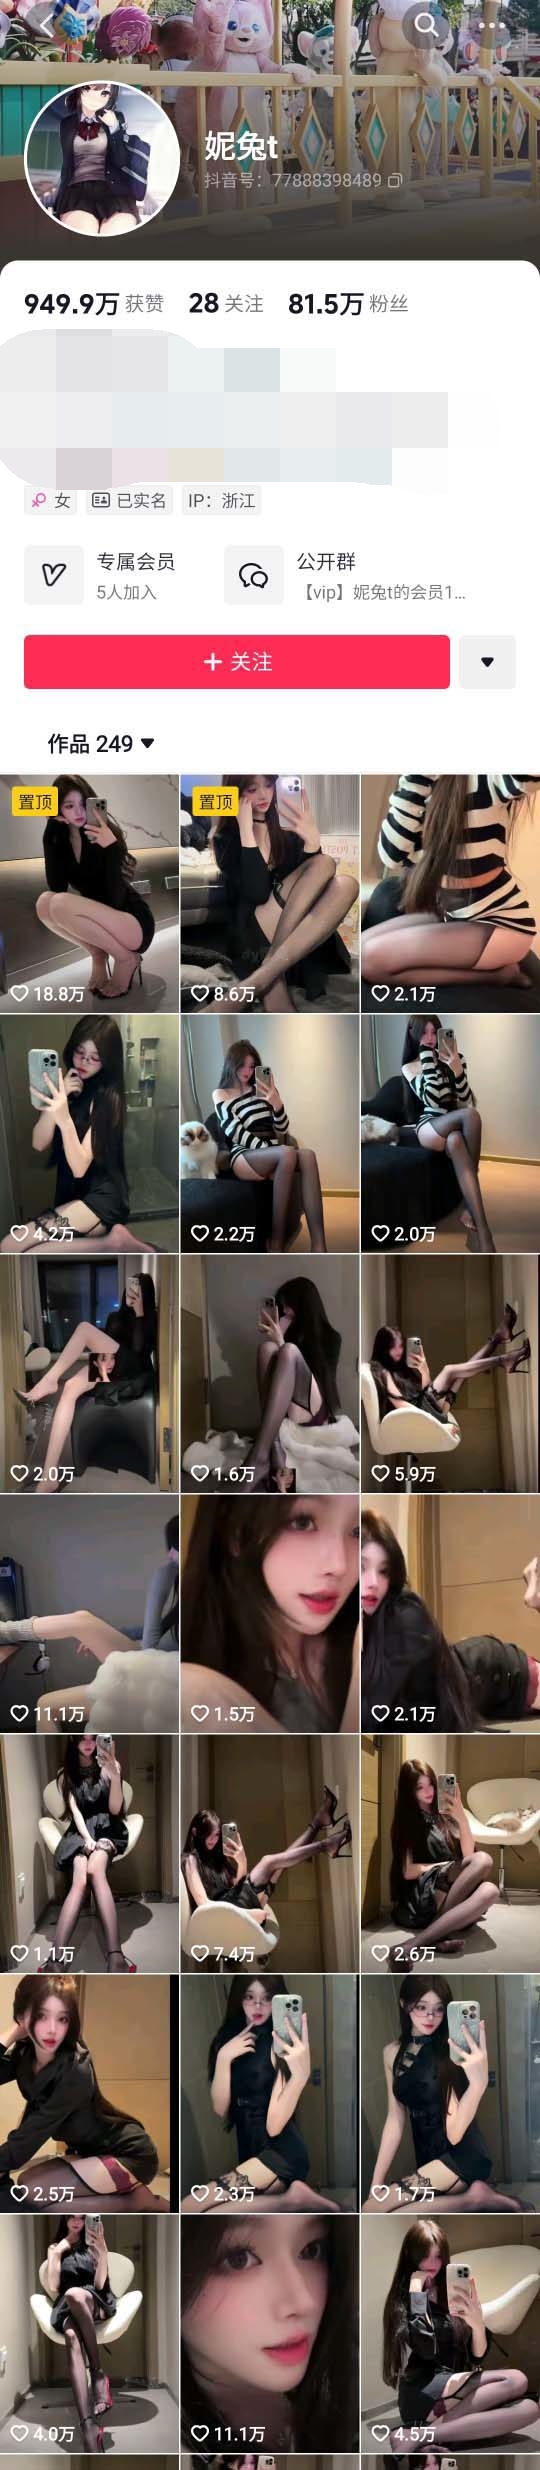 妮兔t
抖音号：77888398489
949.9万 获赞 28 关注 81.5万 粉丝
女 已实名 IP：浙江
专属会员 公开群
5人加入 【vip】妮兔t的会员1...
+ 关注
作品 249
置顶 置顶
18.8万 8.6万 2.1万
4.2万 2.2万 2.0万
2.0万 1.6万 5.9万
11.1万 1.5万 2.1万
1.1万 7.4万 2.6万
2.5万 2.3万 1.7万
4.0万 11.1万 4.5万